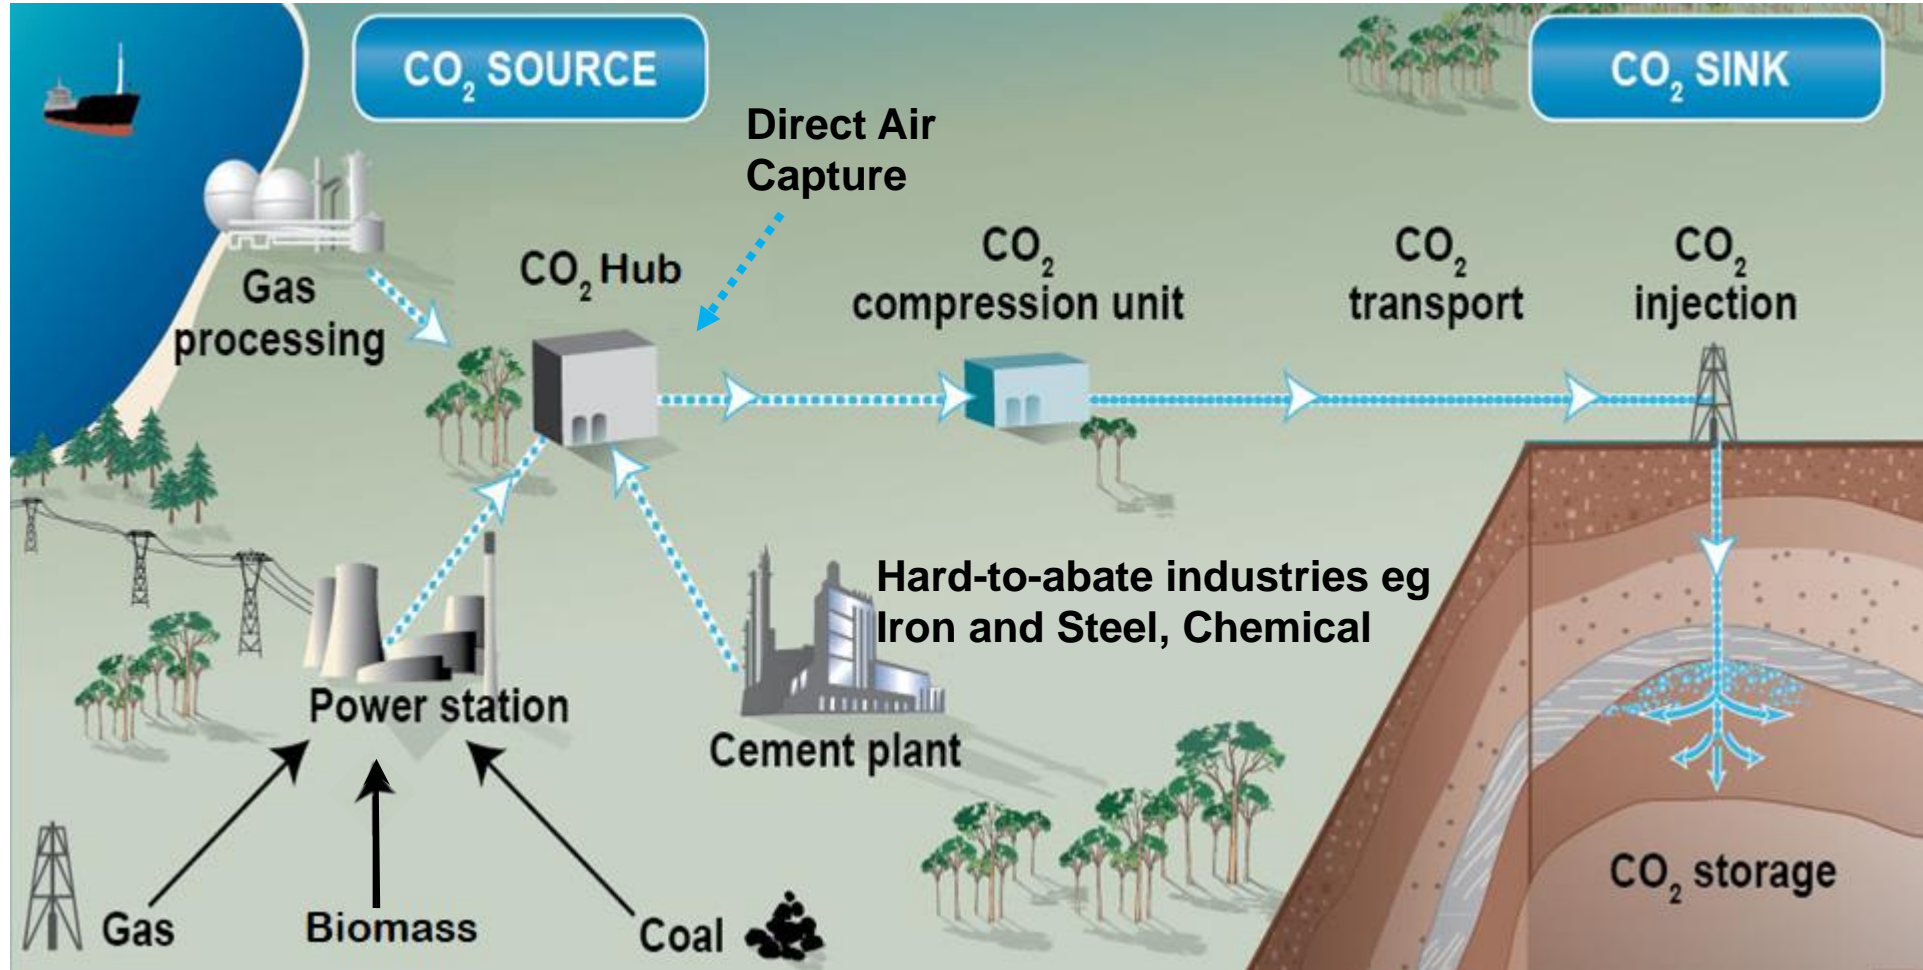 CO₂ SOURCE
CO₂ SINK
Direct Air
Capture
CO₂ Hub
CO₂
compression unit
CO₂
transport
CO₂
injection
Gas
processing
Hard-to-abate industries eg
Iron and Steel, Chemical
Power station
Cement plant
CO₂ storage
Gas
Biomass
Coal